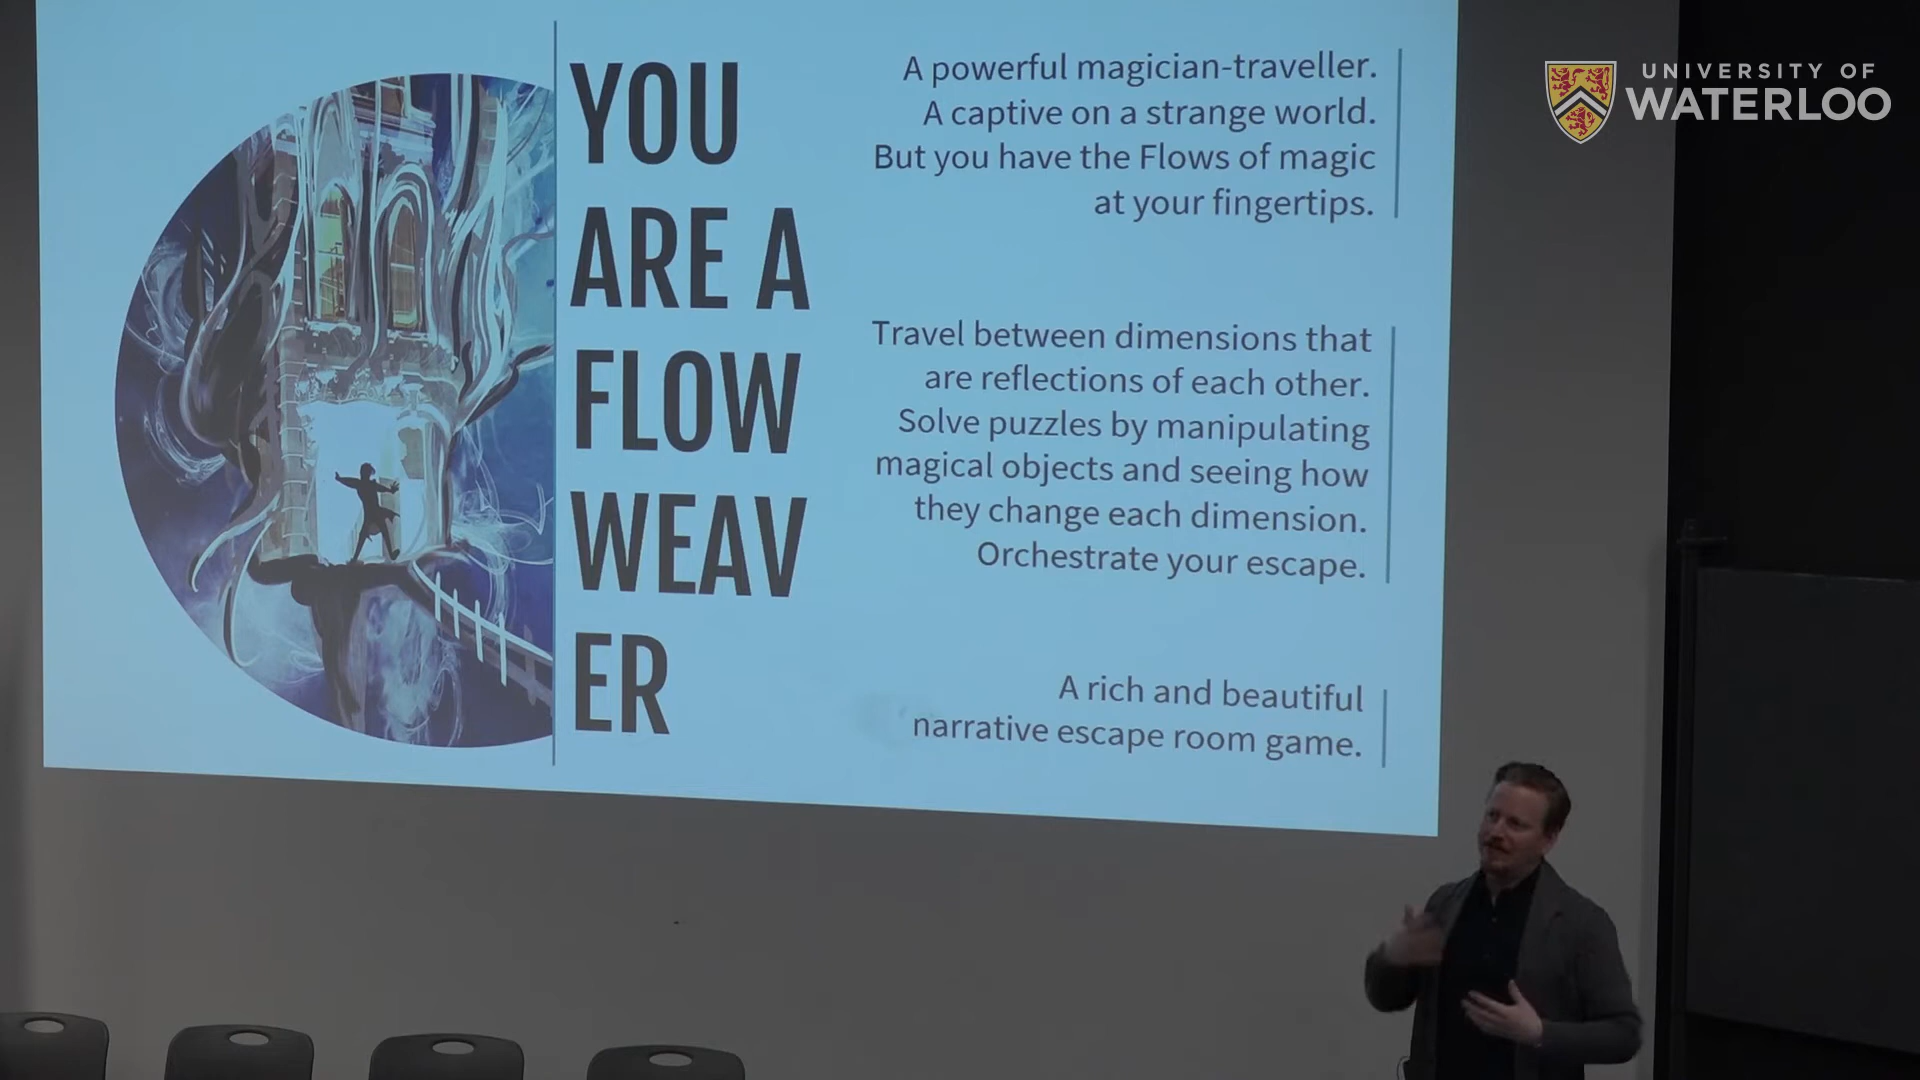 YOU
ARE A
FLOW
WEAV
ER
A powerful magician-traveller.
A captive on a strange world.
But you have the Flows of magic
at your fingertips.
Travel between dimensions that
are reflections of each other.
Solve puzzles by manipulating
magical objects and seeing how
they change each dimension.
Orchestrate your escape.
A rich and beautiful
narrative escape room game.
UNIVERSITY OF
WATERLOO